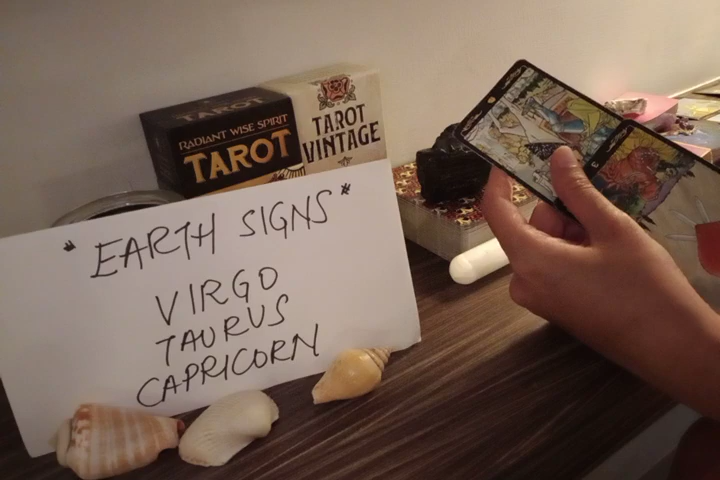 TAROT
RADIANT WISE SPIRIT
TAROT
TAROT
VINTAGE
"EARTH SIGNS"
VIRGO
TAURUS
CAPRICORN